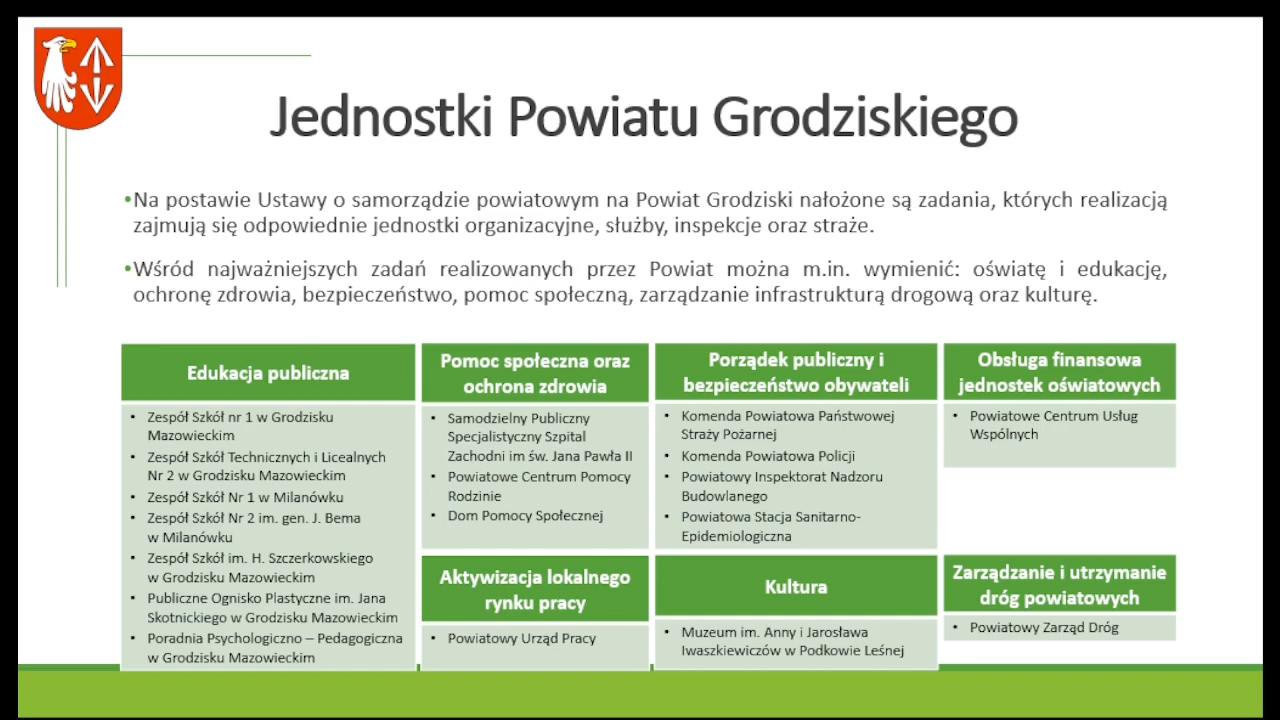 Jednostki Powiatu Grodziskiego
•Na postawie Ustawy o samorządzie powiatowym na Powiat Grodziski nałożone są zadania, których realizacją
zajmują się odpowiednie jednostki organizacyjne, służby, inspekcje oraz straże.
•Wśród najważniejszych zadań realizowanych przez Powiat można m.in. wymienić: oświatę i edukację,
ochronę zdrowia, bezpieczeństwo, pomoc społeczną, zarządzanie infrastrukturą drogową oraz kulturę.
Edukacja publiczna
• Zespół Szkół nr 1 w Grodzisku
Mazowieckim
• Zespół Szkół Technicznych i Licealnych
Nr 2 w Grodzisku Mazowieckim
• Zespół Szkół Nr 1 w Milanówku
• Zespół Szkół Nr 2 im. gen. J. Bema
w Milanówku
• Zespół Szkół im. H. Szczerkowskiego
w Grodzisku Mazowieckim
• Publiczne Ognisko Plastyczne im. Jana
Skotnickiego w Grodzisku Mazowieckim
• Poradnia Psychologiczno – Pedagogiczna
w Grodzisku Mazowieckim
Pomoc społeczna oraz
ochrona zdrowia
• Samodzielny Publiczny
Specjalistyczny Szpital
Zachodni im św. Jana Pawła II
• Powiatowe Centrum Pomocy
Rodzinie
• Dom Pomocy Społecznej
Aktywizacja lokalnego
rynku pracy
• Powiatowy Urząd Pracy
Porządek publiczny i
bezpieczeństwo obywateli
• Komenda Powiatowa Państwowej
Straży Pożarnej
• Komenda Powiatowa Policji
• Powiatowy Inspektorat Nadzoru
Budowlanego
• Powiatowa Stacja Sanitarno-
Epidemiologiczna
Kultura
• Muzeum im. Anny i Jarosława
Iwaszkiewiczów w Podkowie Leśnej
Obsługa finansowa
jednostek oświatowych
• Powiatowe Centrum Usług
Wspólnych
Zarządzanie i utrzymanie
dróg powiatowych
• Powiatowy Zarząd Dróg